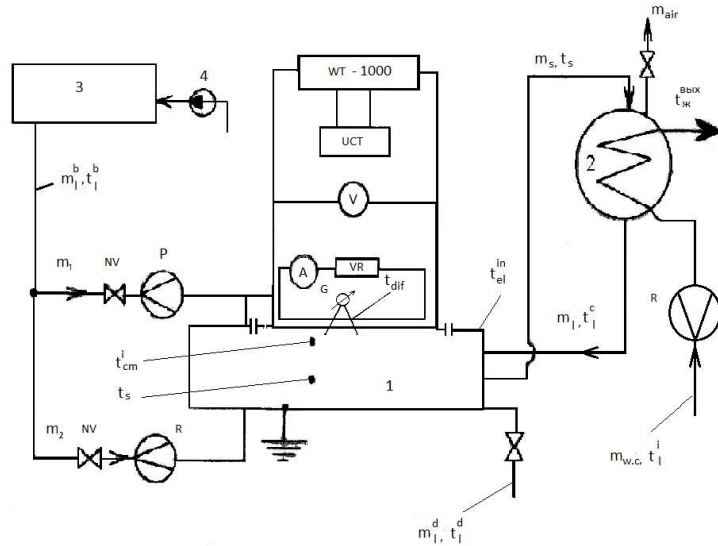 m_air
WT - 1000
m_s, t_s
3
4
t_ж^вых
UCT
2
m_l^b, t_l^b
V
P
A
VR
t_el^in
m_1
NV
G
t_dif
R
m_l, t_l^c
t_cm^i
t_s
1
m_2
NV
R
m_w.c, t_l^i
m_l^d, t_l^d